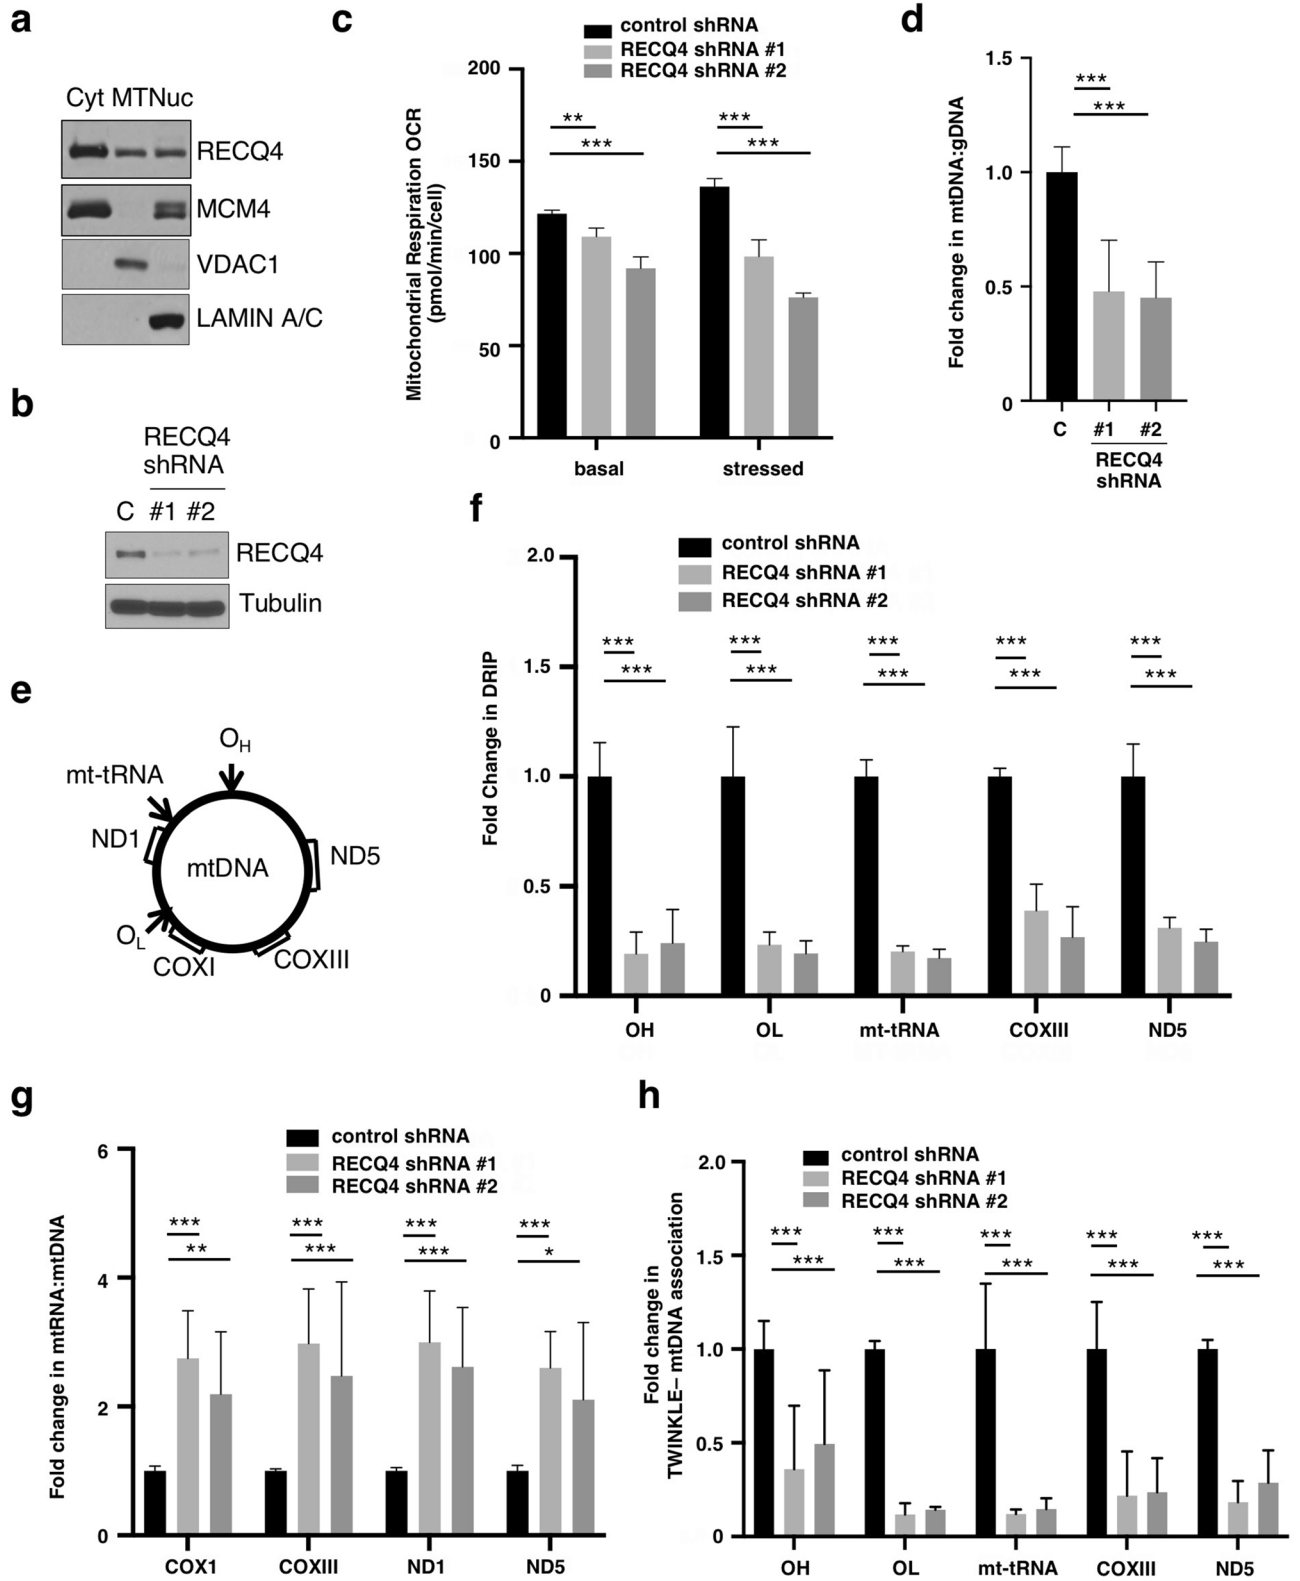 a
Cyt MTNuc
RECQ4
MCM4
VDAC1
LAMIN A/C
b
RECQ4
shRNA
C #1 #2
RECQ4
Tubulin
c
control shRNA
RECQ4 shRNA #1
RECQ4 shRNA #2
Mitochondrial Respiration OCR
(pmol/min/cell)
200
150
100
50
0
** ***
*** ***
basal stressed
d
Fold change in mtDNA:gDNA
1.5
1.0
0.5
0
***
***
C #1 #2
RECQ4
shRNA
e
OH
mt-tRNA
ND1
mtDNA
ND5
OL
COXI
COXIII
f
control shRNA
RECQ4 shRNA #1
RECQ4 shRNA #2
Fold Change in DRIP
2.0
1.5
1.0
0.5
0
*** *** *** *** ***
*** *** *** *** ***
OH OL mt-tRNA COXIII ND5
g
control shRNA
RECQ4 shRNA #1
RECQ4 shRNA #2
Fold change in mtRNA:mtDNA
6
4
2
0
*** *** *** ***
** *** *** *
COX1 COXIII ND1 ND5
h
control shRNA
RECQ4 shRNA #1
RECQ4 shRNA #2
Fold change in
TWINKLE– mtDNA association
2.0
1.5
1.0
0.5
0
*** *** *** *** ***
*** *** *** *** ***
OH OL mt-tRNA COXIII ND5